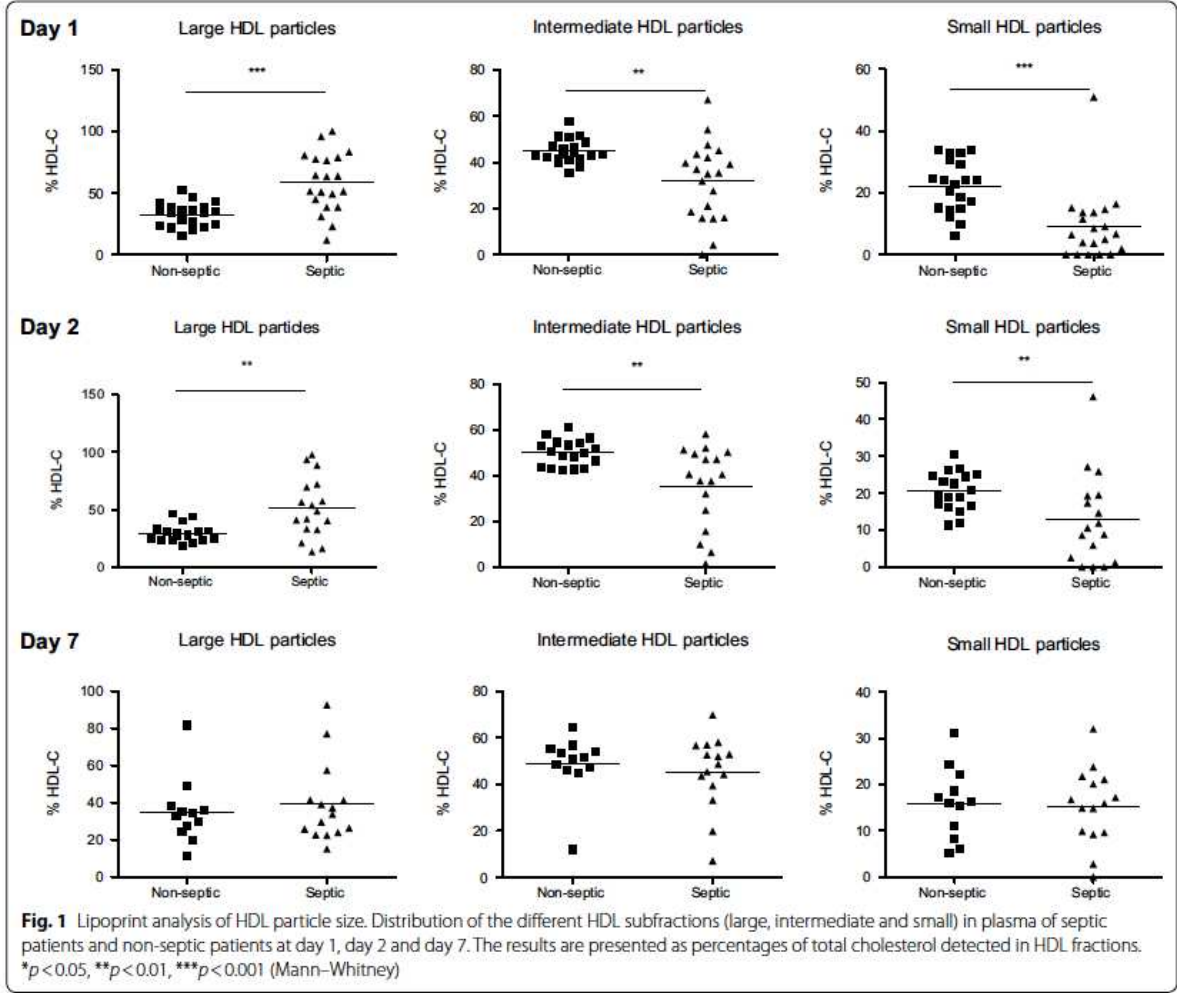 Day 1
Large HDL particles
Intermediate HDL particles
Small HDL particles
***
**
***
% HDL-C
150
100
50
0
Non-septic
Septic
% HDL-C
80
60
40
20
0
Non-septic
Septic
% HDL-C
60
40
20
0
Non-septic
Septic
Day 2
Large HDL particles
Intermediate HDL particles
Small HDL particles
**
**
**
% HDL-C
150
100
50
0
Non-septic
Septic
% HDL-C
80
60
40
20
0
Non-septic
Septic
% HDL-C
50
40
30
20
10
0
Non-septic
Septic
Day 7
Large HDL particles
Intermediate HDL particles
Small HDL particles
% HDL-C
100
80
60
40
20
0
Non-septic
Septic
% HDL-C
80
60
40
20
0
Non-septic
Septic
% HDL-C
40
30
20
10
0
Non-septic
Septic
Fig. 1 Lipoprint analysis of HDL particle size. Distribution of the different HDL subfractions (large, intermediate and small) in plasma of septic
patients and non-septic patients at day 1, day 2 and day 7. The results are presented as percentages of total cholesterol detected in HDL fractions.
*p < 0.05, **p < 0.01, ***p < 0.001 (Mann–Whitney)